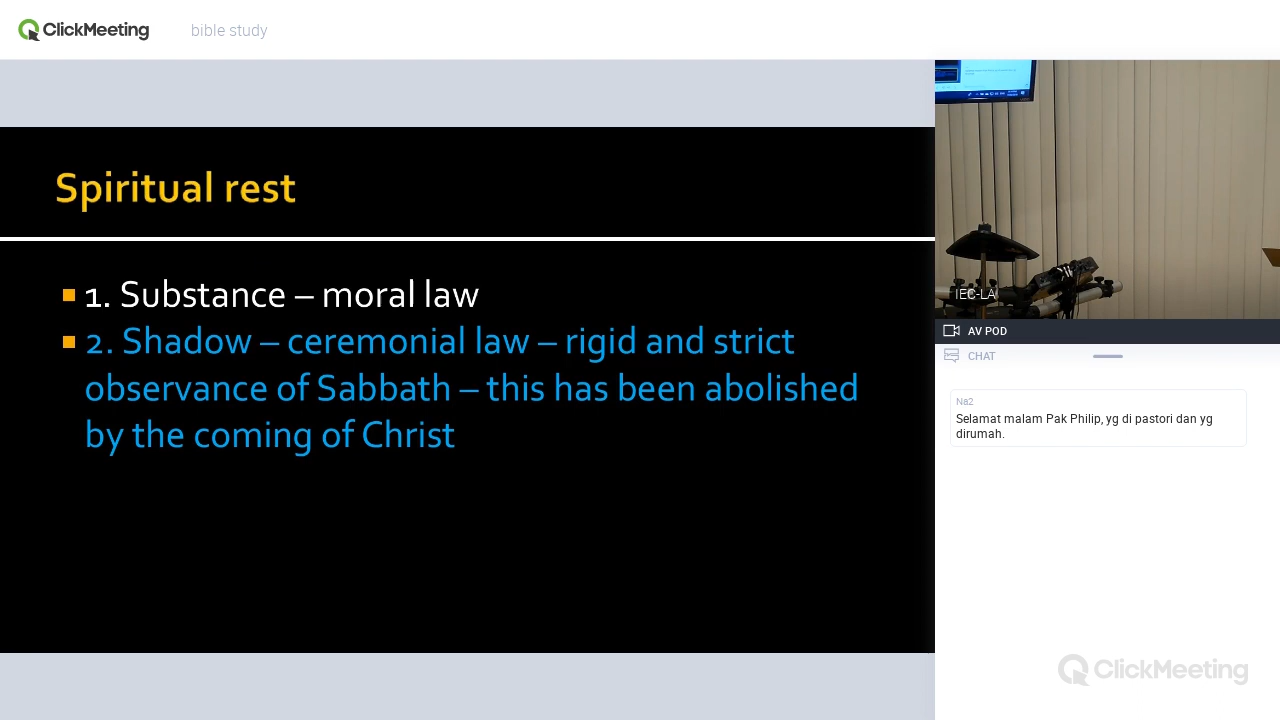 ClickMeeting
bible study
Spiritual rest
1. Substance – moral law
2. Shadow – ceremonial law – rigid and strict
observance of Sabbath – this has been abolished
by the coming of Christ
IEC-LA
AV POD
CHAT
Na2
Selamat malam Pak Philip, yg di pastori dan yg
dirumah.
ClickMeeting